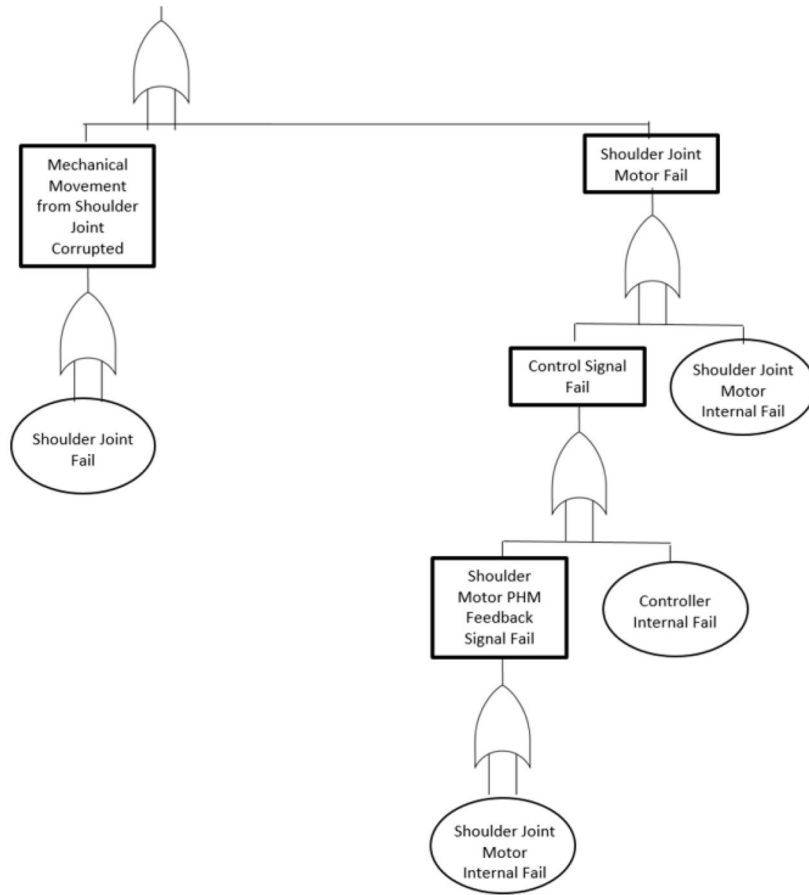 Mechanical
Movement
from Shoulder
Joint
Corrupted
Shoulder Joint
Motor Fail
Control Signal
Fail
Shoulder Joint
Motor
Internal Fail
Shoulder Joint
Fail
Shoulder
Motor PHM
Feedback
Signal Fail
Controller
Internal Fail
Shoulder Joint
Motor
Internal Fail